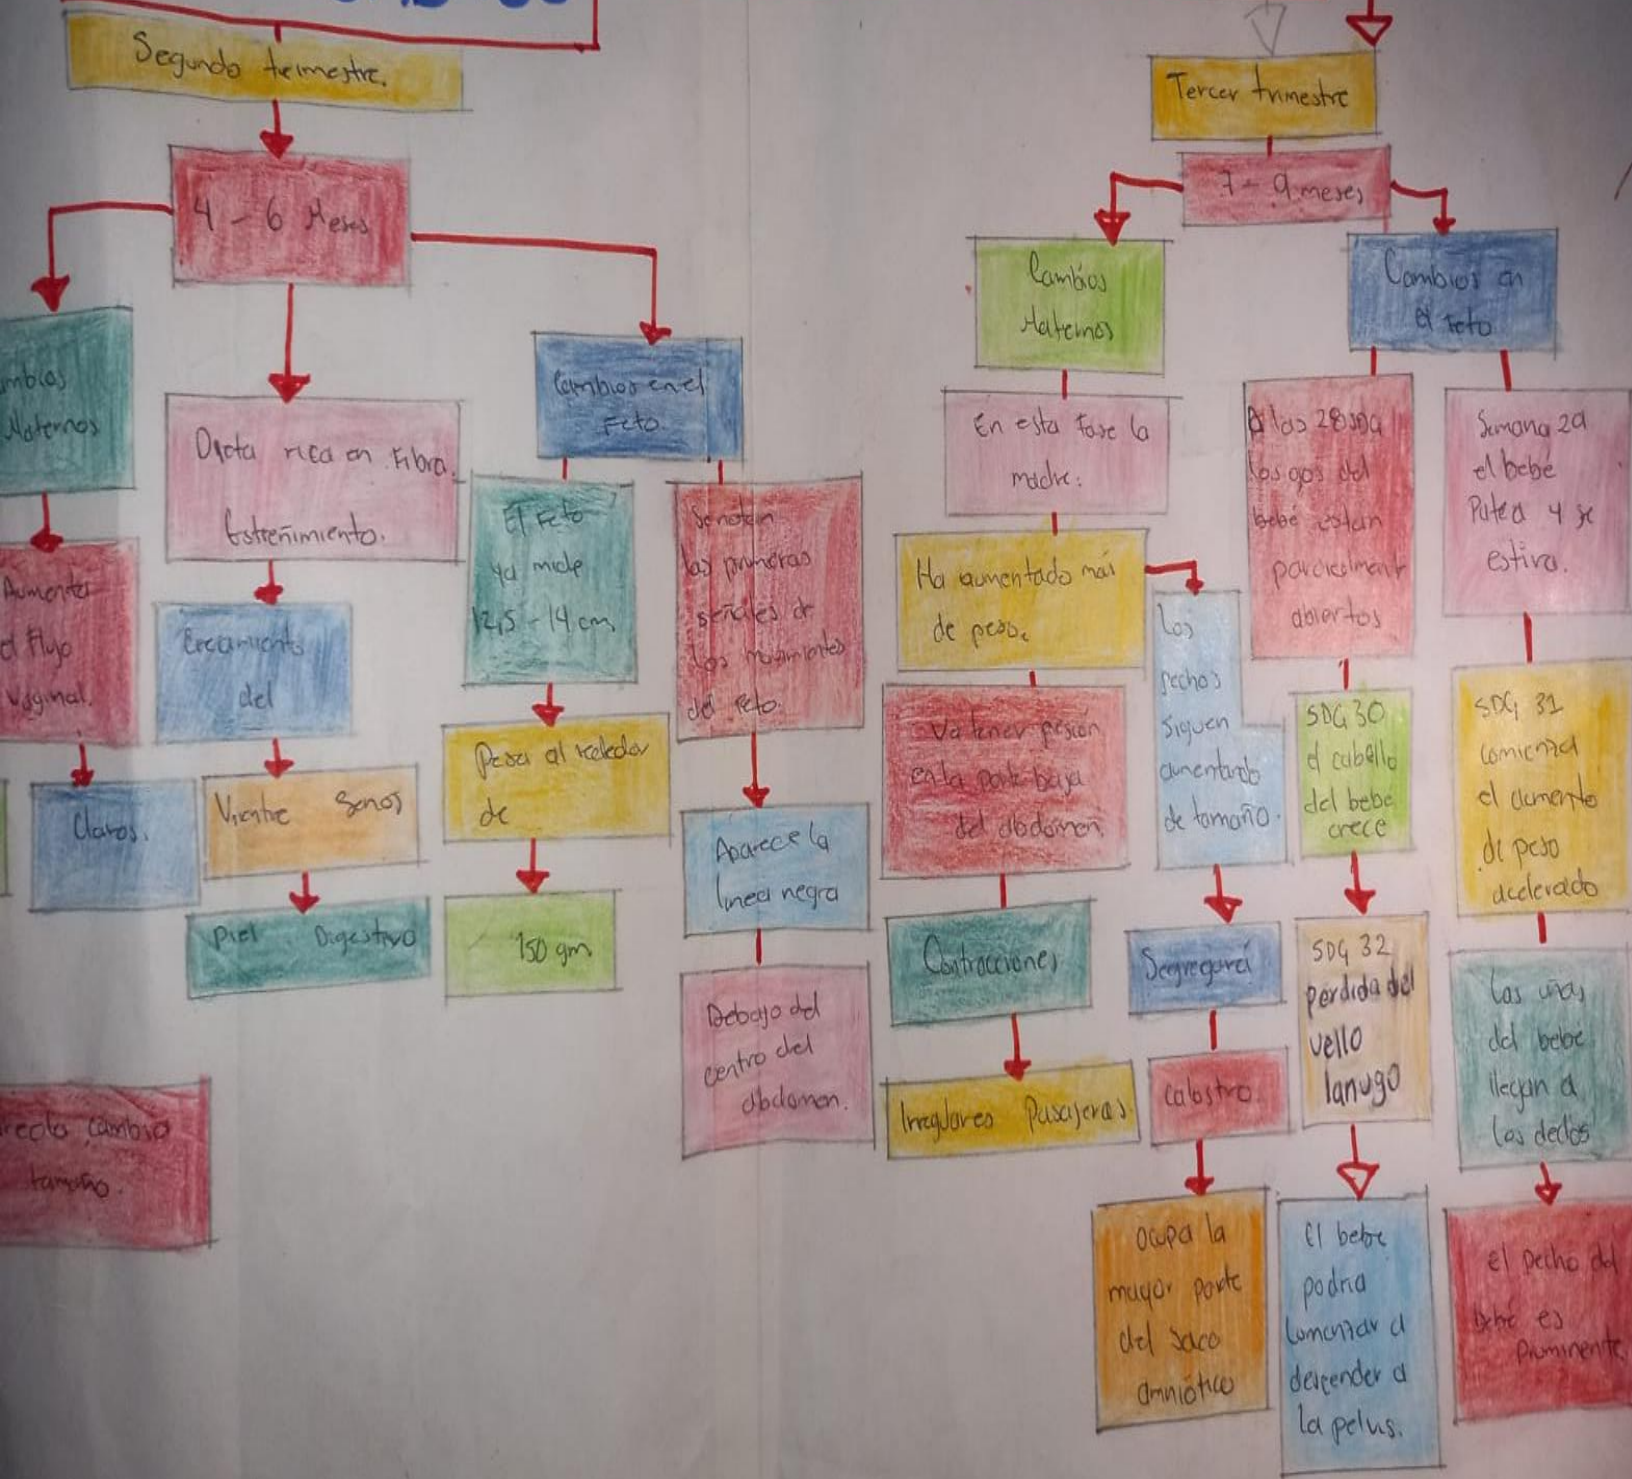 Segundo trimestre.
4 - 6 Meses
mbios
Maternos
Aumenta
el Flujo
Vaginal.
Claros.
cambio
tamaño.
Dieta rica en Fibra.
Estreñimiento.
Crecamiento
del
Vientre Senos
Piel Digestivo
Cambios en el
Feto.
El Feto
ya mide
12,5 - 14 cm
Pesa al rededor
de
150 gm
Se notan
las primeras
señales de
los movimientos
del feto.
Aparece la
linea negra
Debajo del
centro del
abdomen.
Tercer trimestre
7 - 9 meses
Cambios
Maternos
En esta fase la
madre:
Ha aumentado más
de peso.
Va tener presión
en la parte baja
del abdomen.
Contracciones
Irregulares Pasajeras.
Los
pechos
siguen
aumentando
de tamaño.
Segregará
calostro.
ocupa la
mayor parte
del saco
amniótico
Cambios en
el Feto
A las 28 SDG
los ojos del
bebé estan
parcialment
abiertos
SDG 30
el cabello
del bebe
crece
SDG 32
perdida del
vello
lanugo
El bebe
podria
comenzar a
descender a
la pelvis.
Semana 29
el bebé
Patea y se
estira.
SDG 31
comienza
el aumento
de peso
acelerado
Las uñas
del bebe
llegan a
los dedos
el pecho del
bebé es
Prominente